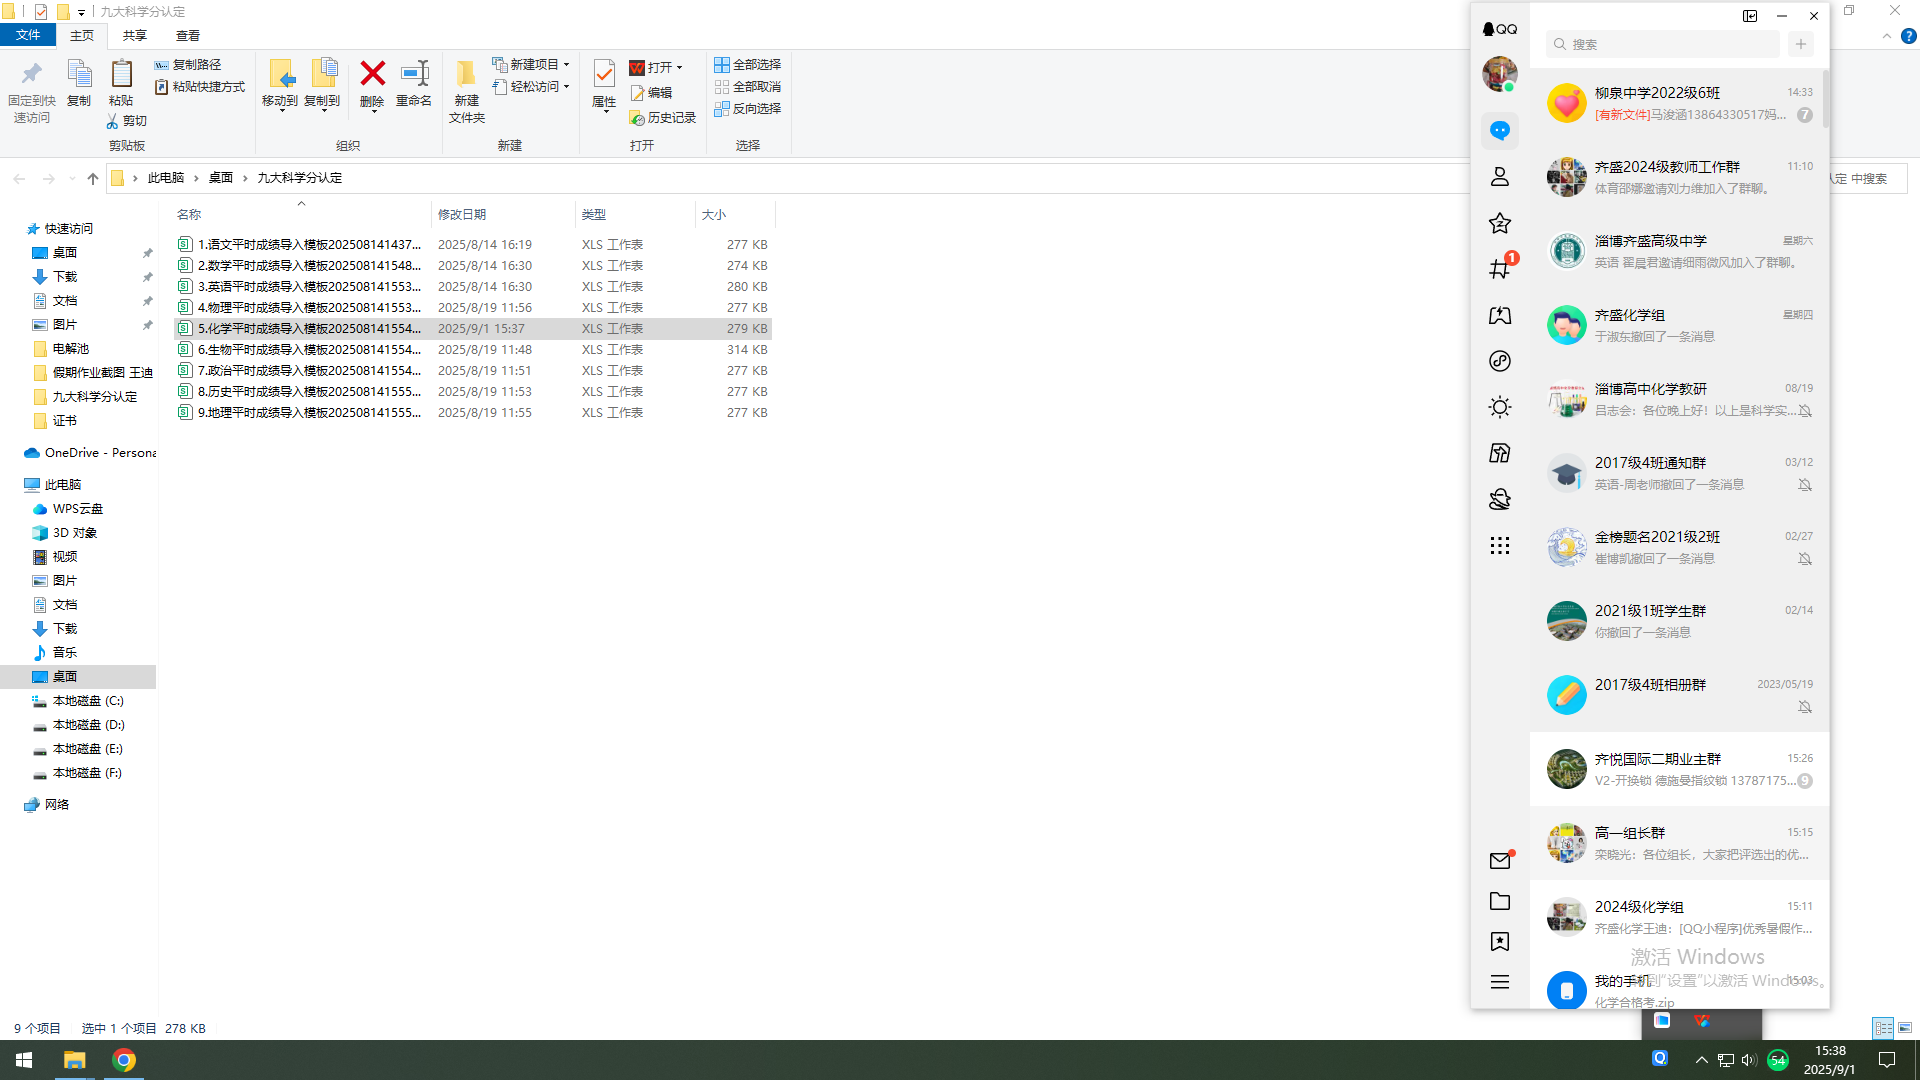 九大科学分认定
文件
主页
共享
查看
固定到快
速访问
复制
粘贴
复制路径
粘贴快捷方式
剪切
剪贴板
移动到
复制到
删除
重命名
组织
新建
文件夹
新建项目
轻松访问
新建
属性
打开
编辑
历史记录
打开
全部选择
全部取消
反向选择
选择
此电脑
桌面
九大科学分认定
认定 中搜索
快速访问
桌面
下载
文档
图片
电解池
假期作业截图 王迪
九大科学分认定
证书
OneDrive - Persona
此电脑
WPS云盘
3D 对象
视频
图片
文档
下载
音乐
桌面
本地磁盘 (C:)
本地磁盘 (D:)
本地磁盘 (E:)
本地磁盘 (F:)
网络
名称 修改日期 类型 大小
1.语文平时成绩导入模板202508141437... 2025/8/14 16:19 XLS 工作表 277 KB
2.数学平时成绩导入模板202508141548... 2025/8/14 16:30 XLS 工作表 274 KB
3.英语平时成绩导入模板202508141553... 2025/8/14 16:30 XLS 工作表 280 KB
4.物理平时成绩导入模板202508141553... 2025/8/19 11:56 XLS 工作表 277 KB
5.化学平时成绩导入模板202508141554... 2025/9/1 15:37 XLS 工作表 279 KB
6.生物平时成绩导入模板202508141554... 2025/8/19 11:48 XLS 工作表 314 KB
7.政治平时成绩导入模板202508141554... 2025/8/19 11:51 XLS 工作表 277 KB
8.历史平时成绩导入模板202508141555... 2025/8/19 11:53 XLS 工作表 277 KB
9.地理平时成绩导入模板202508141555... 2025/8/19 11:55 XLS 工作表 277 KB
9 个项目 选中 1 个项目 278 KB
QQ
搜索
1
柳泉中学2022级6班 14:33
[有新文件]马浚涵13864330517妈... 7
齐盛2024级教师工作群 11:10
体育邵娜邀请刘力维加入了群聊。
淄博齐盛高级中学 星期六
英语 翟晨君邀请细雨微风加入了群聊。
齐盛化学组 星期四
于淑东撤回了一条消息
淄博高中化学教研 08/19
吕志会：各位晚上好！以上是科学实...
2017级4班通知群 03/12
英语-周老师撤回了一条消息
金榜题名2021级2班 02/27
崔博凯撤回了一条消息
2021级1班学生群 02/14
你撤回了一条消息
2017级4班相册群 2023/05/19
齐悦国际二期业主群 15:26
V2-开换锁 德施曼指纹锁 13787175... 9
高一组长群 15:15
栾晓光：各位组长，大家把评选出的优...
2024级化学组 15:11
齐盛化学王迪：[QQ小程序]优秀暑假作...
我的手机 15:03
化学合格考.zip
激活 Windows
转到"设置"以激活 Windows。
54
15:38
2025/9/1